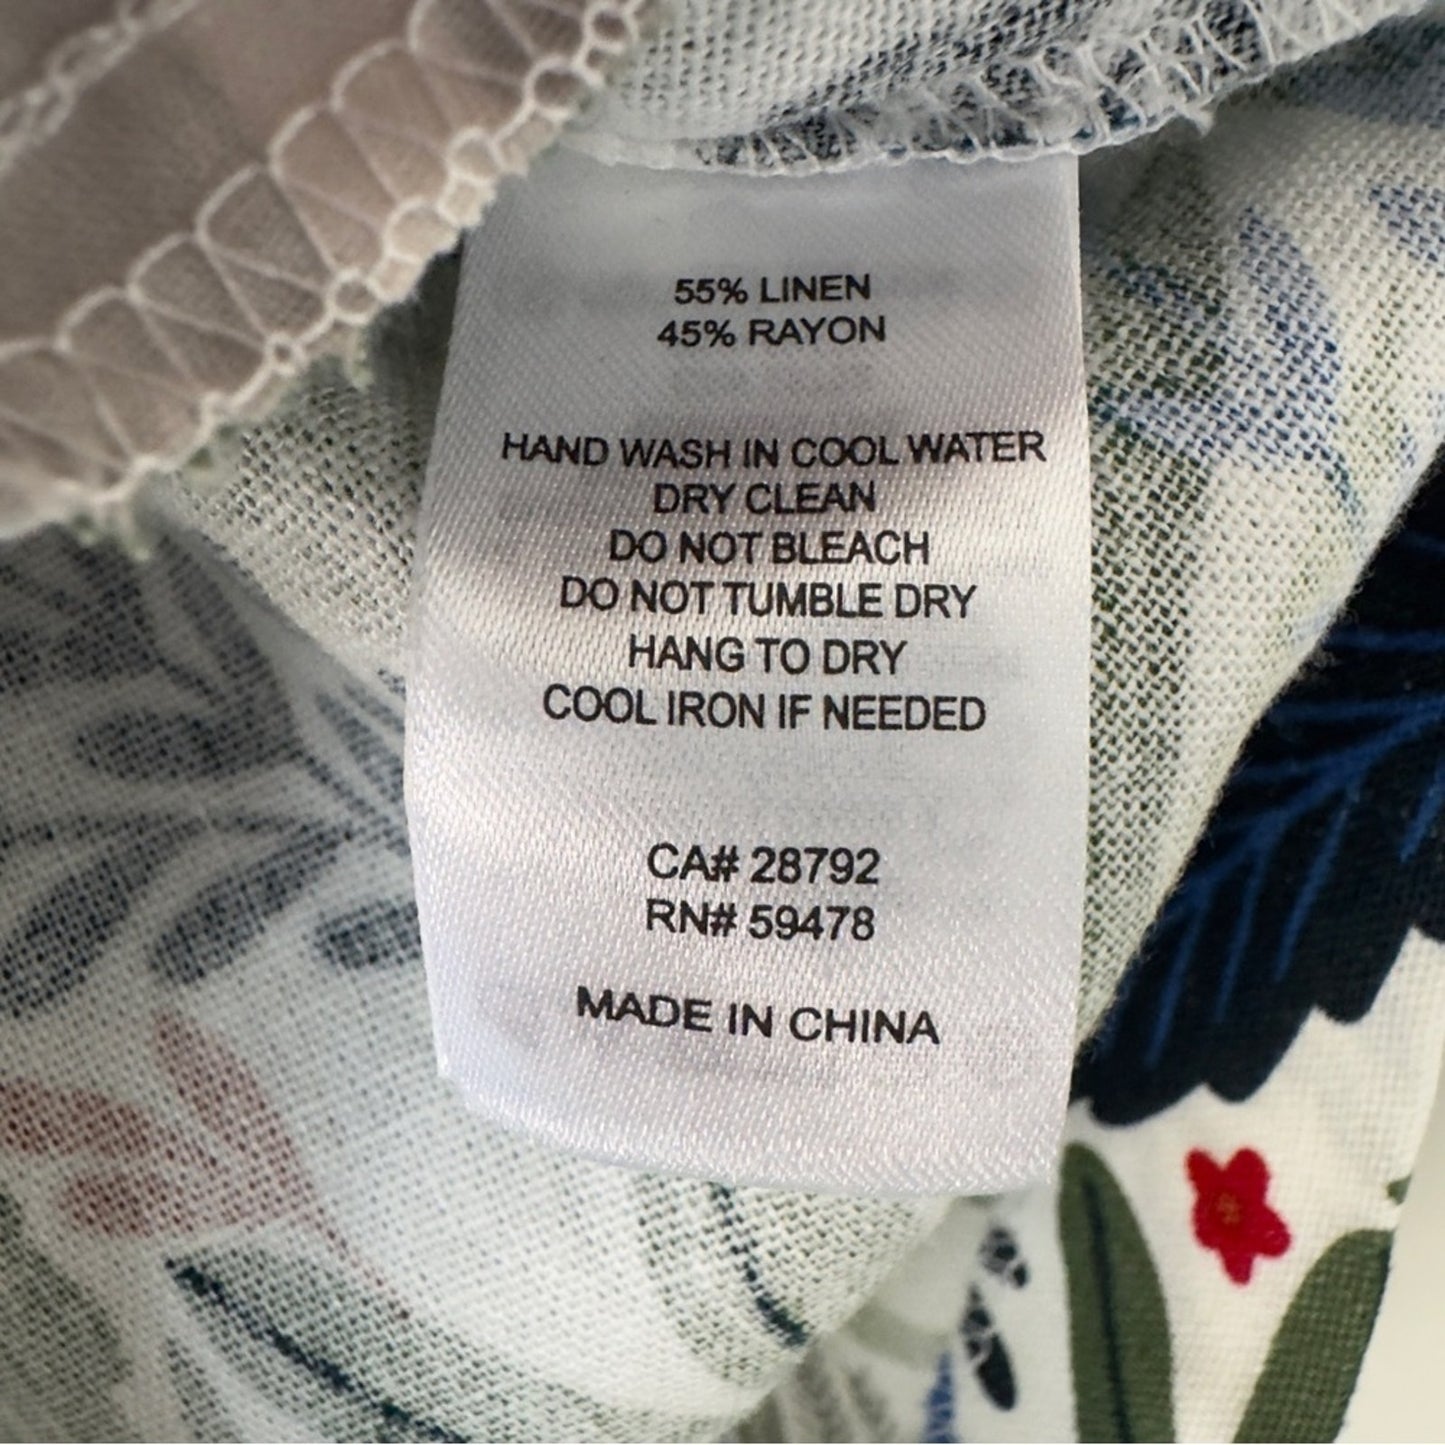 55% LINEN
45% RAYON
HAND WASH IN COOL WATER
DRY CLEAN
DO NOT BLEACH
DO NOT TUMBLE DRY
HANG TO DRY
COOL IRON IF NEEDED
CA# 28792
RN# 59478
MADE IN CHINA